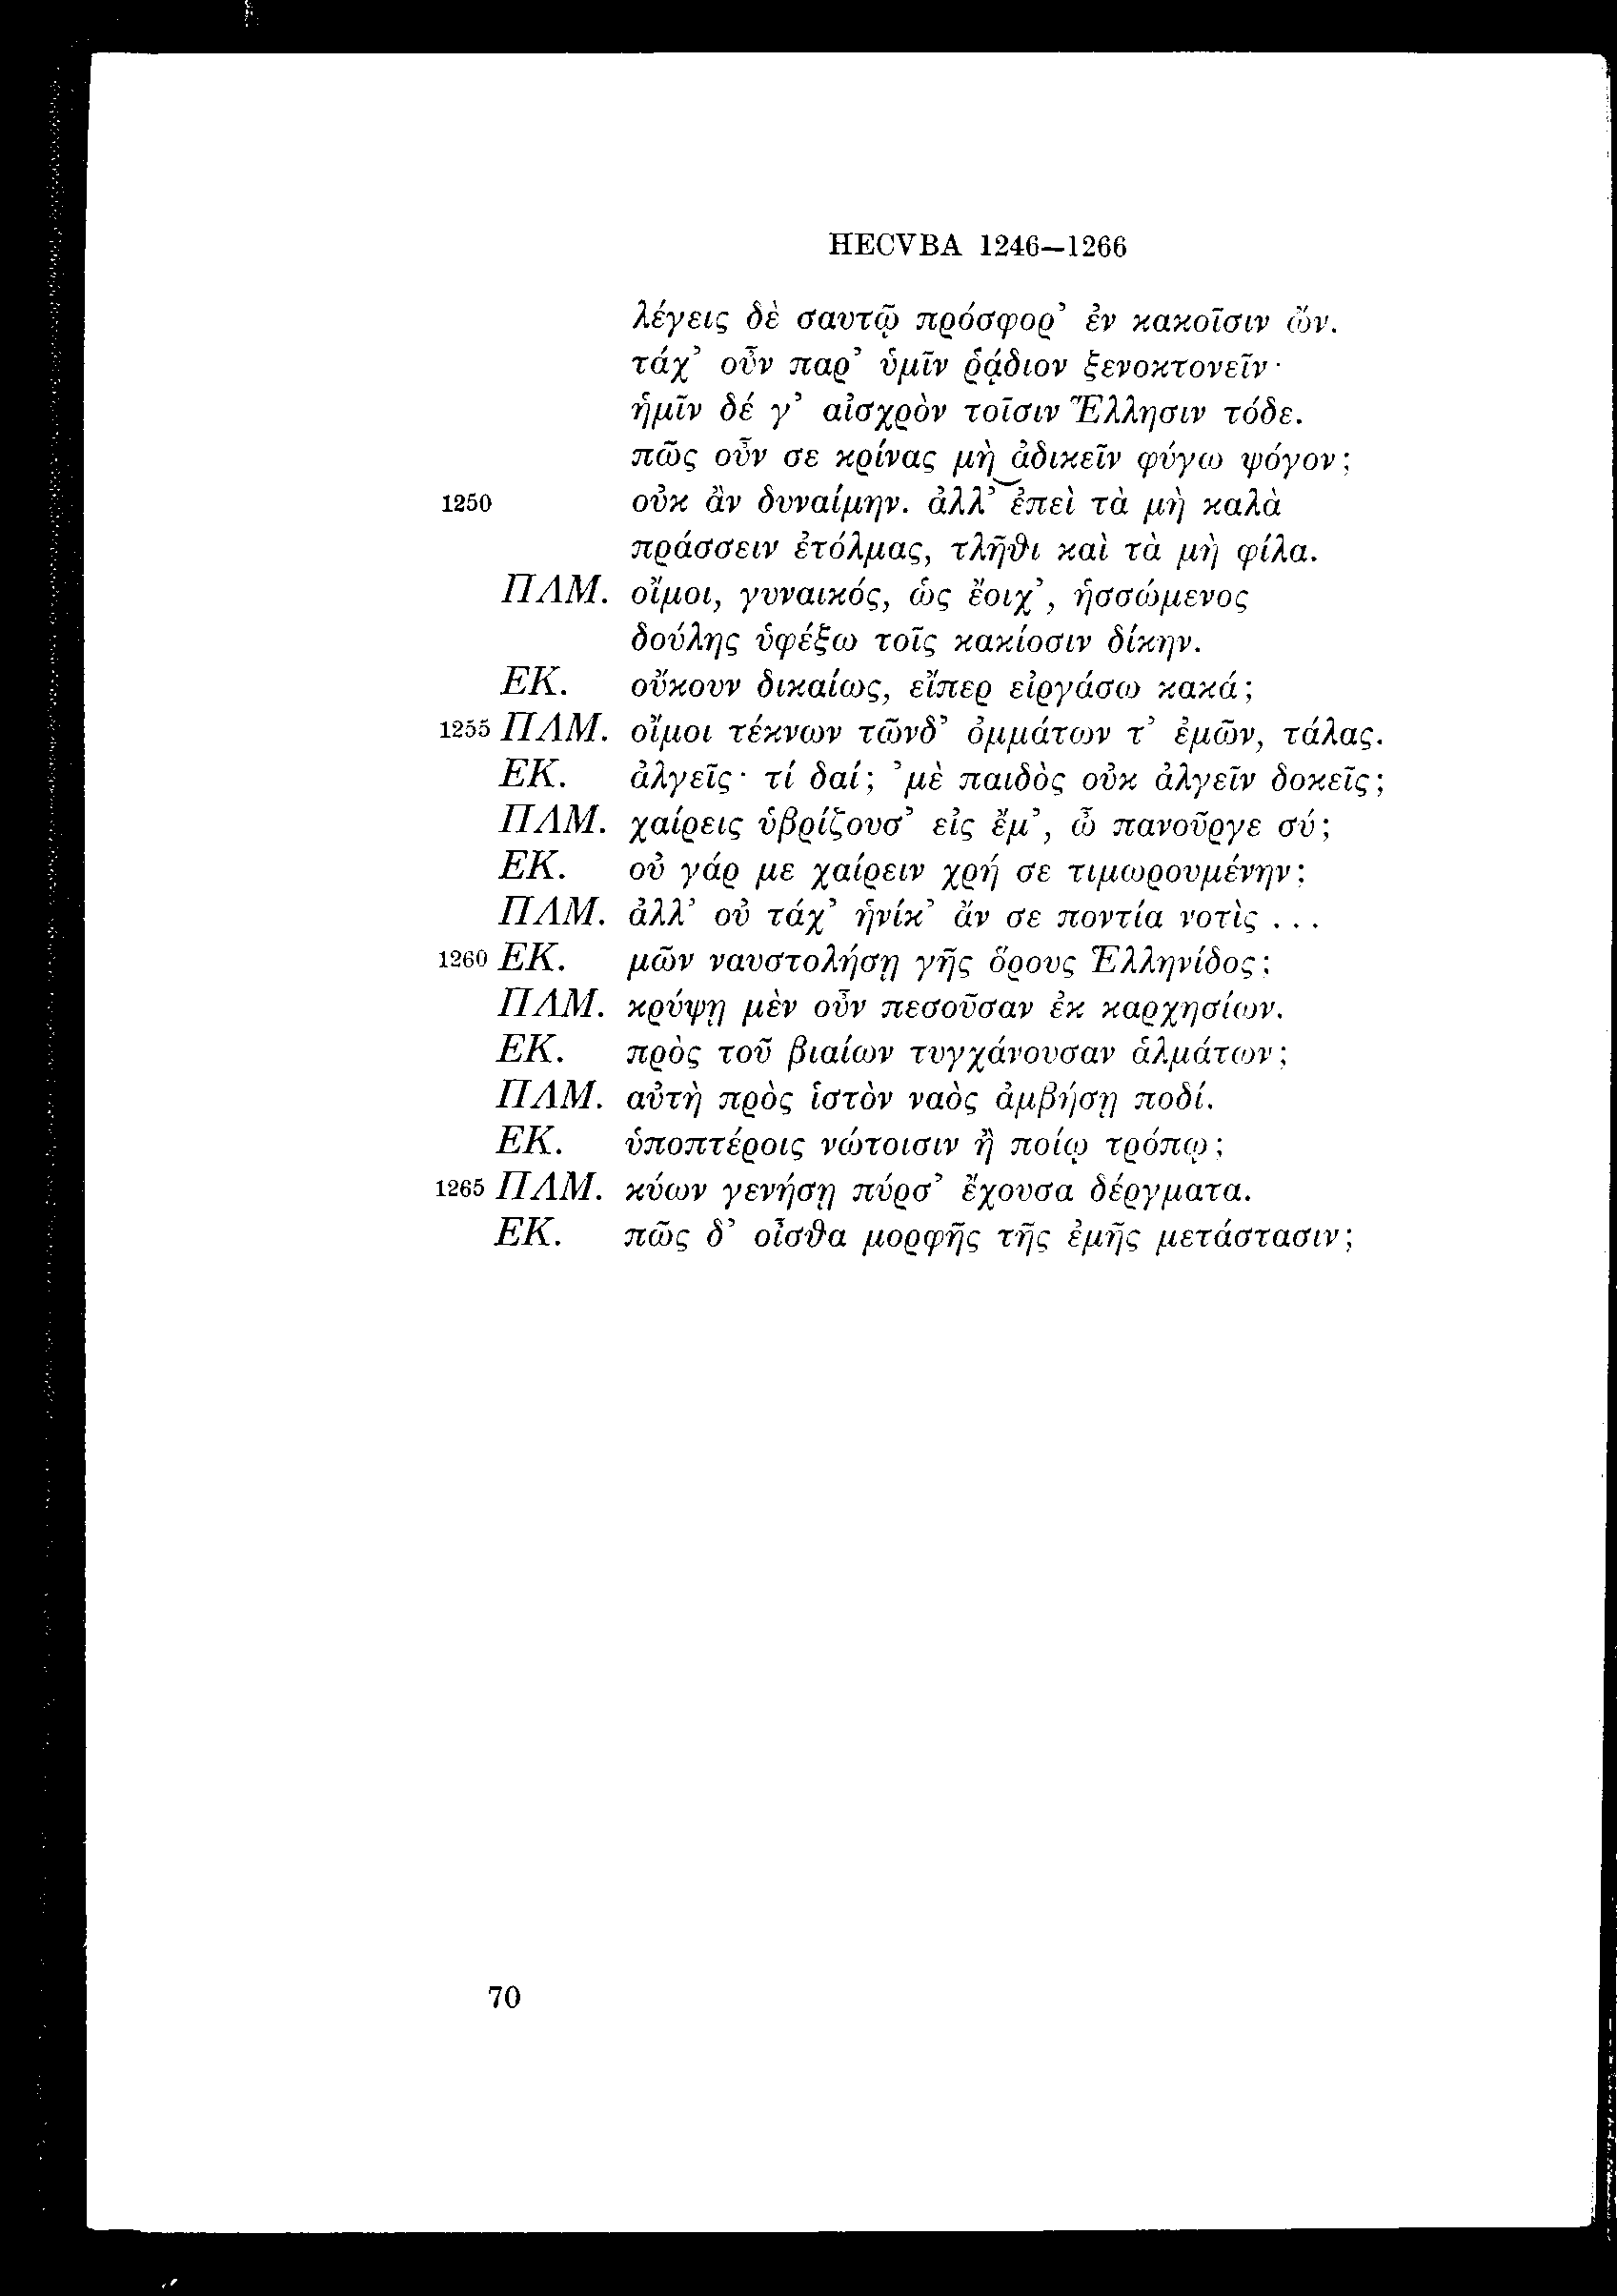 HECVBA 1246–1266
λέγεις δὲ σαυτῷ πρόσφορ’ ἐν κακοῖσιν ὤν.
τάχ’ οὖν παρ’ ὑμῖν ῥᾴδιον ξενοκτονεῖν·
ἡμῖν δέ γ’ αἰσχρὸν τοῖσιν Ἕλλησιν τόδε.
πῶς οὖν σε κρίνας μὴ ἀδικεῖν φύγω ψόγον;
1250 οὐκ ἂν δυναίμην. ἀλλ’ ἐπεὶ τὰ μὴ καλὰ
πράσσειν ἐτόλμας, τλῆθι καὶ τὰ μὴ φίλα.
ΠΛΜ. οἴμοι, γυναικός, ὡς ἔοιχ’, ἡσσώμενος
δούλης ὑφέξω τοῖς κακίοσιν δίκην.
ΕΚ. οὔκουν δικαίως, εἴπερ εἰργάσω κακά;
1255 ΠΛΜ. οἴμοι τέκνων τῶνδ’ ὀμμάτων τ’ ἐμῶν, τάλας.
ΕΚ. ἀλγεῖς· τί δαί; ’μὲ παιδὸς οὐκ ἀλγεῖν δοκεῖς;
ΠΛΜ. χαίρεις ὑβρίζουσ’ εἰς ἔμ’, ὦ πανοῦργε σύ;
ΕΚ. οὐ γάρ με χαίρειν χρή σε τιμωρουμένην;
ΠΛΜ. ἀλλ’ οὐ τάχ’ ἡνίκ’ ἄν σε ποντία νοτὶς ...
1260 ΕΚ. μῶν ναυστολήσῃ γῆς ὅρους Ἑλληνίδος;
ΠΛΜ. κρύψῃ μὲν οὖν πεσοῦσαν ἐκ καρχησίων.
ΕΚ. πρὸς τοῦ βιαίων τυγχάνουσαν ἁλμάτων;
ΠΛΜ. αὐτὴ πρὸς ἱστὸν ναὸς ἀμβήσῃ ποδί.
ΕΚ. ὑποπτέροις νώτοισιν ἢ ποίῳ τρόπῳ;
1265 ΠΛΜ. κύων γενήσῃ πύρσ’ ἔχουσα δέργματα.
ΕΚ. πῶς δ’ οἶσθα μορφῆς τῆς ἐμῆς μετάστασιν;
70